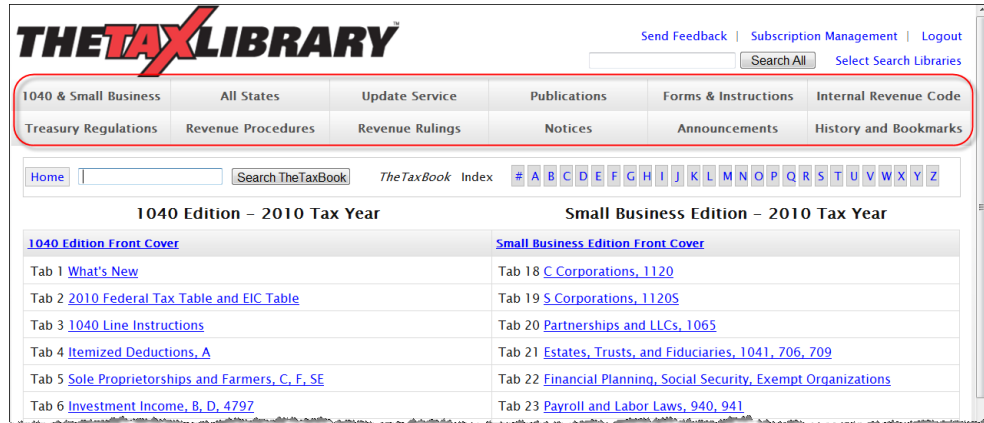 THETAXLIBRARY™
Send Feedback | Subscription Management | Logout
Search All Select Search Libraries
1040 & Small Business All States Update Service Publications Forms & Instructions Internal Revenue Code
Treasury Regulations Revenue Procedures Revenue Rulings Notices Announcements History and Bookmarks
Home Search TheTaxBook TheTaxBook Index # A B C D E F G H I J K L M N O P Q R S T U V W X Y Z
1040 Edition – 2010 Tax Year Small Business Edition – 2010 Tax Year
1040 Edition Front Cover Small Business Edition Front Cover
Tab 1 What's New Tab 18 C Corporations, 1120
Tab 2 2010 Federal Tax Table and EIC Table Tab 19 S Corporations, 1120S
Tab 3 1040 Line Instructions Tab 20 Partnerships and LLCs, 1065
Tab 4 Itemized Deductions, A Tab 21 Estates, Trusts, and Fiduciaries, 1041, 706, 709
Tab 5 Sole Proprietorships and Farmers, C, F, SE Tab 22 Financial Planning, Social Security, Exempt Organizations
Tab 6 Investment Income, B, D, 4797 Tab 23 Payroll and Labor Laws, 940, 941